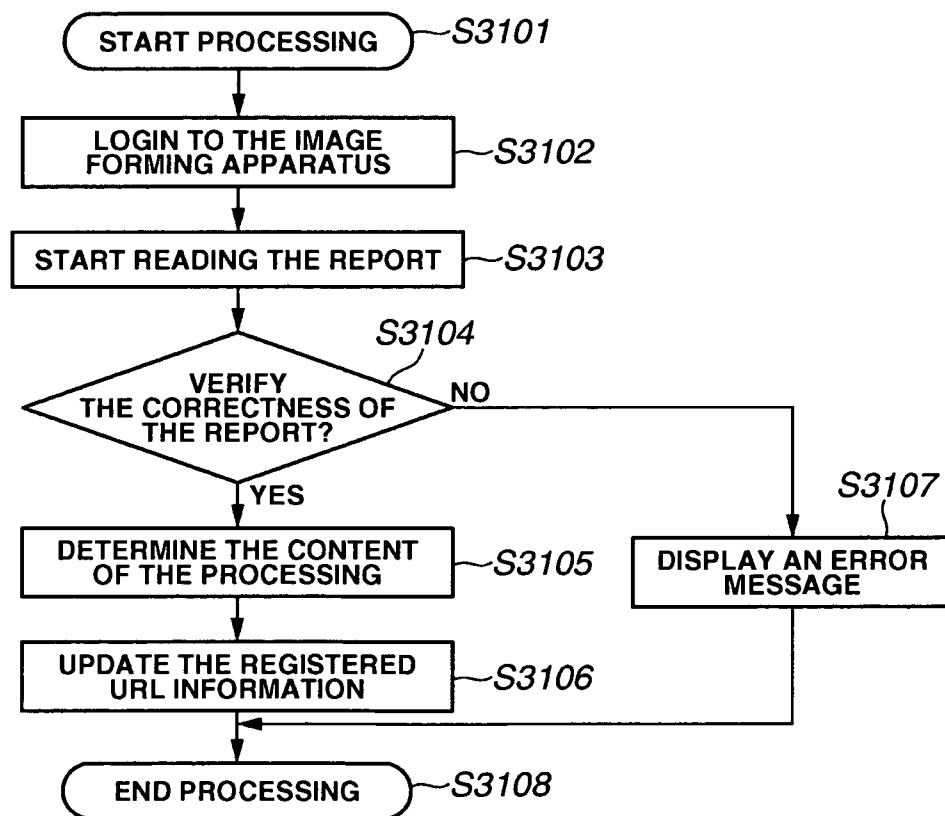 START PROCESSING
S3101
LOGIN TO THE IMAGE
FORMING APPARATUS
S3102
START READING THE REPORT
S3103
S3104
VERIFY
THE CORRECTNESS OF
THE REPORT?
NO
YES
S3107
DETERMINE THE CONTENT
OF THE PROCESSING
S3105
DISPLAY AN ERROR
MESSAGE
UPDATE THE REGISTERED
URL INFORMATION
S3106
END PROCESSING
S3108